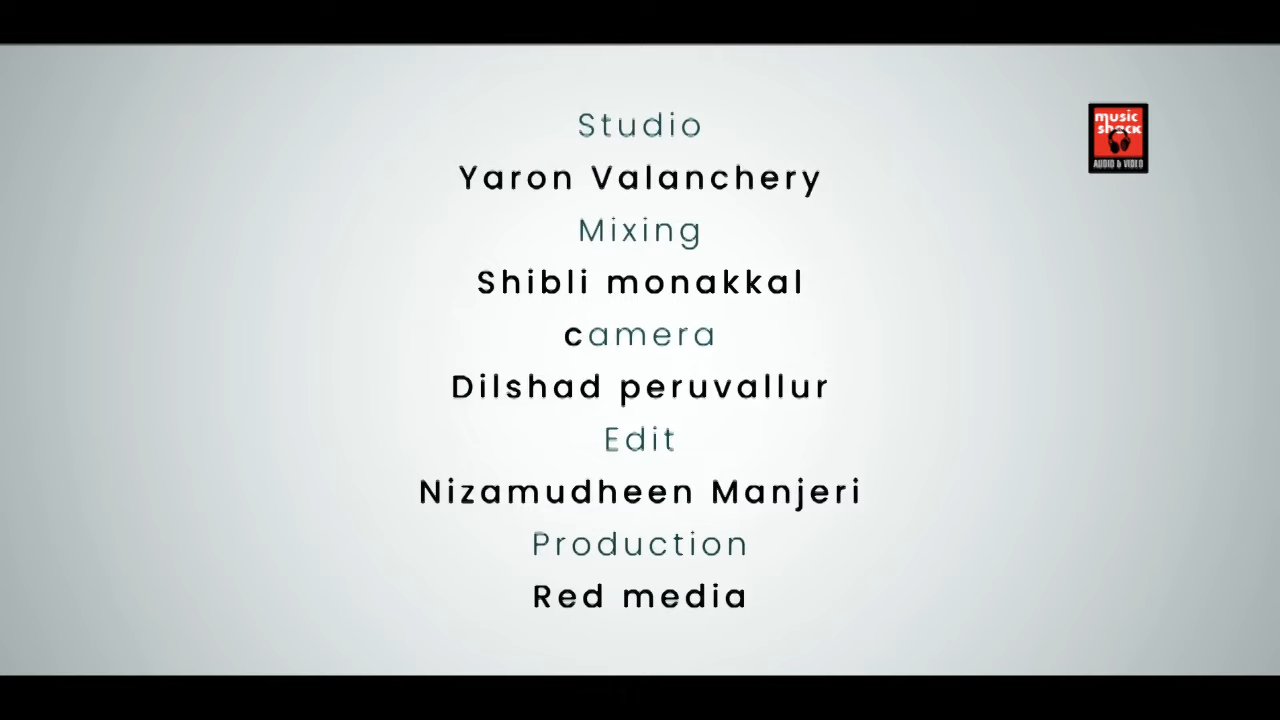 Studio
Yaron Valanchery
Mixing
Shibli monakkal
camera
Dilshad peruvallur
Edit
Nizamudheen Manjeri
Production
Red media
music
shack
AUDIO & VIDEO